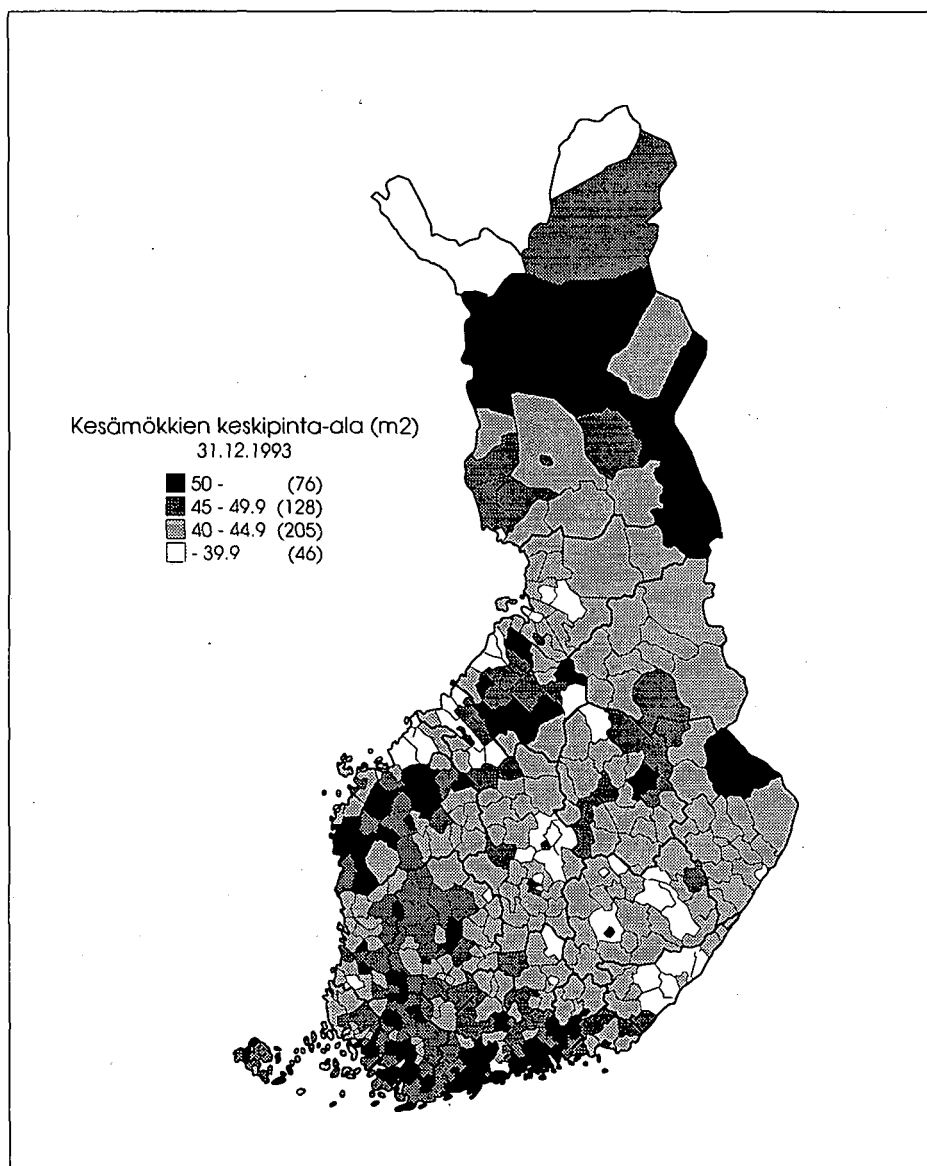 Kesämökkien keskipinta-ala (m2)
31.12.1993
50 - (76)
45 - 49.9 (128)
40 - 44.9 (205)
- 39.9 (46)